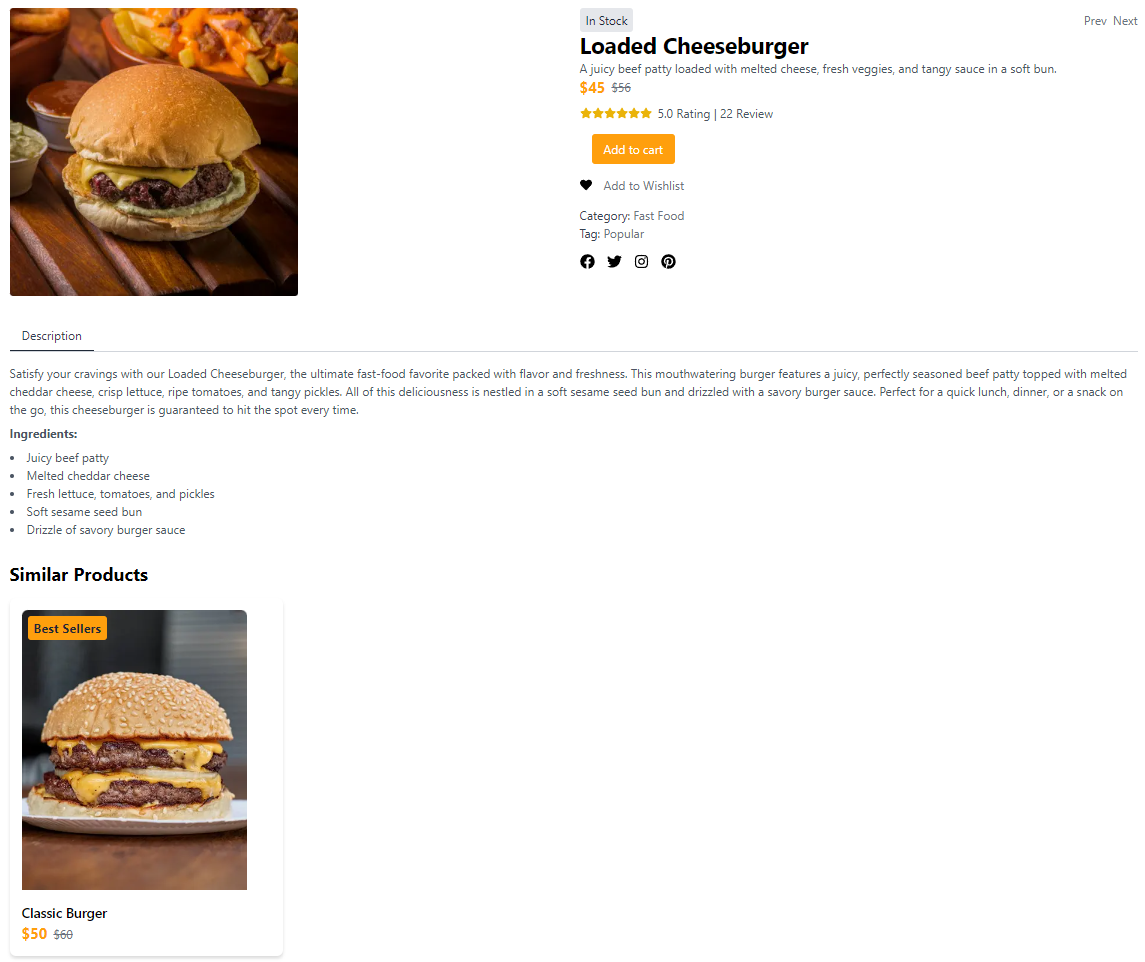 In Stock
Prev Next
Loaded Cheeseburger
A juicy beef patty loaded with melted cheese, fresh veggies, and tangy sauce in a soft bun.
$45 $56
5.0 Rating | 22 Review
Add to cart
Add to Wishlist
Category: Fast Food
Tag: Popular
Description
Satisfy your cravings with our Loaded Cheeseburger, the ultimate fast-food favorite packed with flavor and freshness. This mouthwatering burger features a juicy, perfectly seasoned beef patty topped with melted
cheddar cheese, crisp lettuce, ripe tomatoes, and tangy pickles. All of this deliciousness is nestled in a soft sesame seed bun and drizzled with a savory burger sauce. Perfect for a quick lunch, dinner, or a snack on
the go, this cheeseburger is guaranteed to hit the spot every time.
Ingredients:
• Juicy beef patty
• Melted cheddar cheese
• Fresh lettuce, tomatoes, and pickles
• Soft sesame seed bun
• Drizzle of savory burger sauce
Similar Products
Best Sellers
Classic Burger
$50 $60